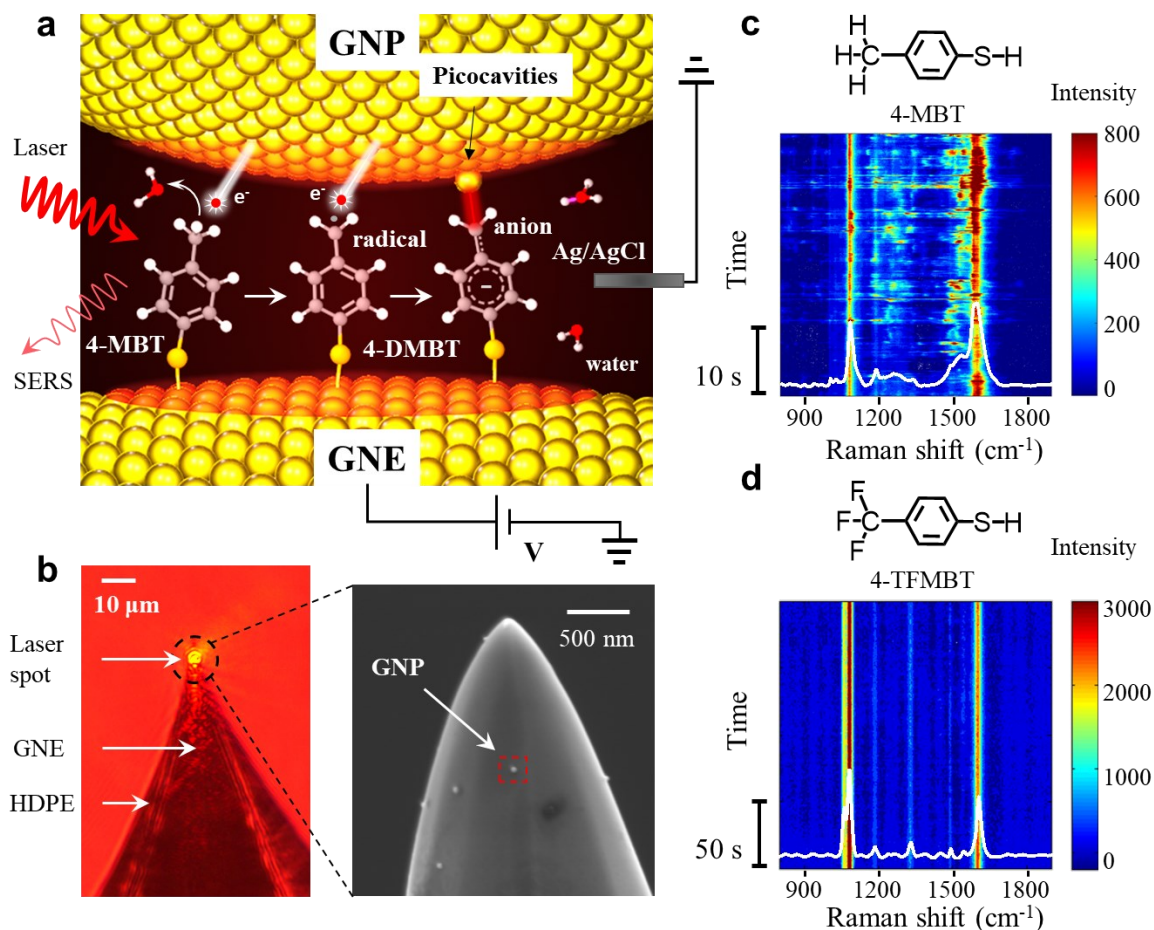 a
GNP
Picocavities
Laser
e-
e-
radical
anion
Ag/AgCl
4-MBT
4-DMBT
water
SERS
GNE
V
b
10 μm
Laser
spot
GNE
HDPE
500 nm
GNP
c
H
H-C
H
S-H
4-MBT
Intensity
800
600
400
200
0
Time
10 s
900 1200 1500 1800
Raman shift (cm-1)
d
F
F-C
F
S-H
4-TFMBT
Intensity
3000
2000
1000
0
Time
50 s
900 1200 1500 1800
Raman shift (cm-1)